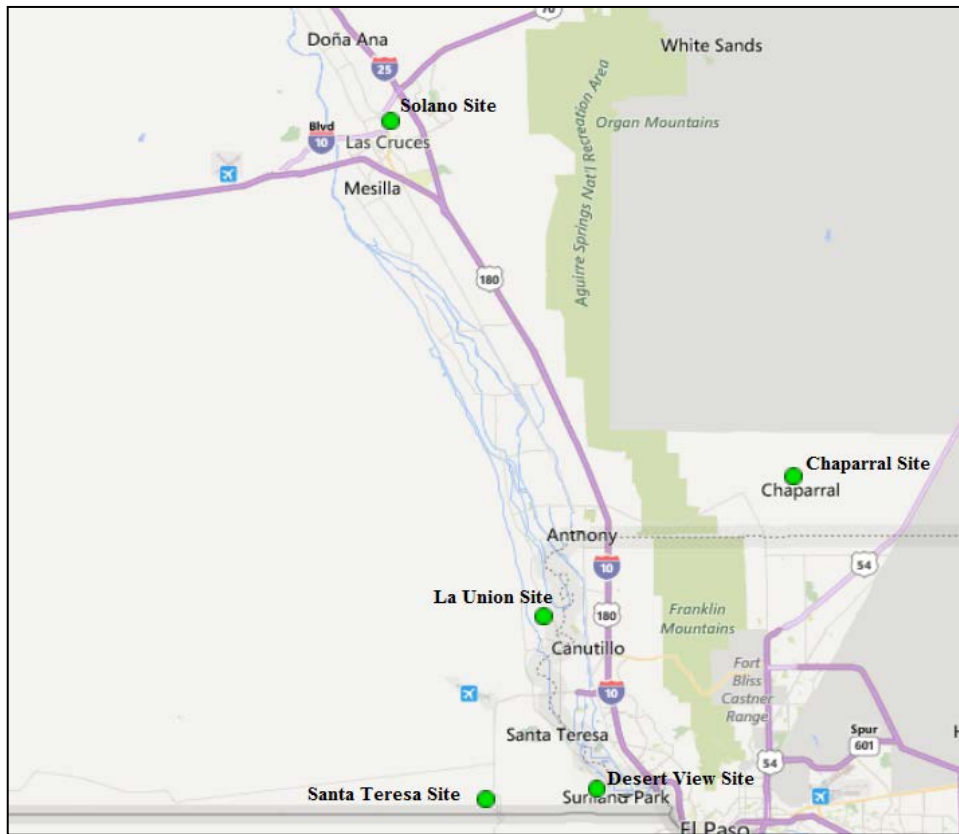 70
Doña Ana
White Sands
25
Solano Site
Blvd
10
Las Cruces
Organ Mountains
Aguirre Springs Nat'l Recreation Area
Mesilla
180
Chaparral Site
Chaparral
Anthony
10
54
La Union Site
180
Franklin
Mountains
Canutillo
Fort
Bliss
Castner
Range
10
Santa Teresa
Spur
601
H
54
Desert View Site
Santa Teresa Site
Sunland Park
El Paso